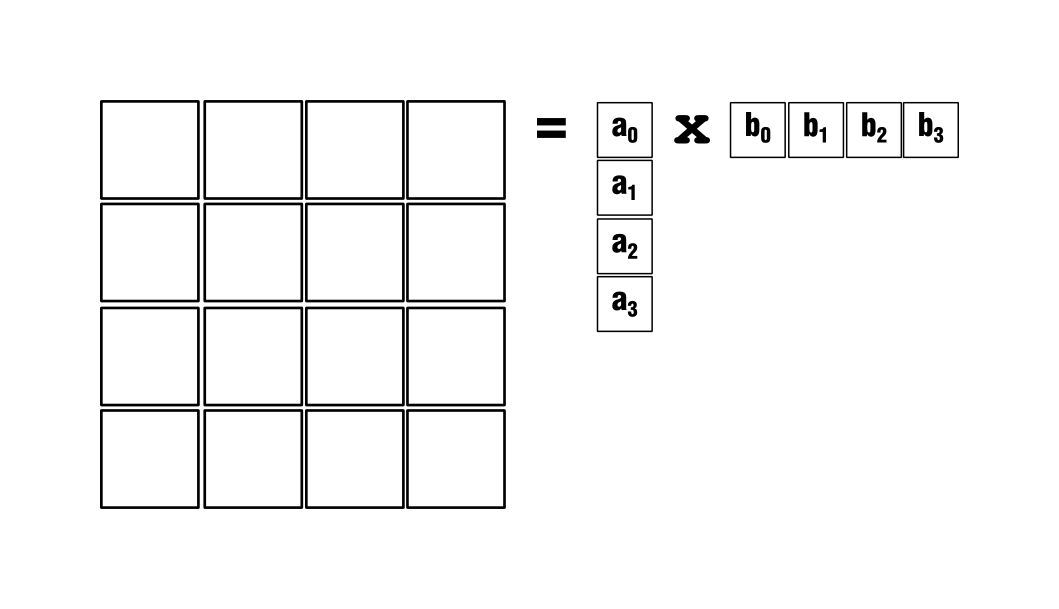 = a₀ x b₀ b₁ b₂ b₃
a₁
a₂
a₃